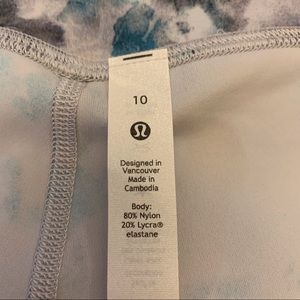 10
Designed in
Vancouver
Made in
Cambodia
Body:
80% Nylon
20% Lycra®
elastane